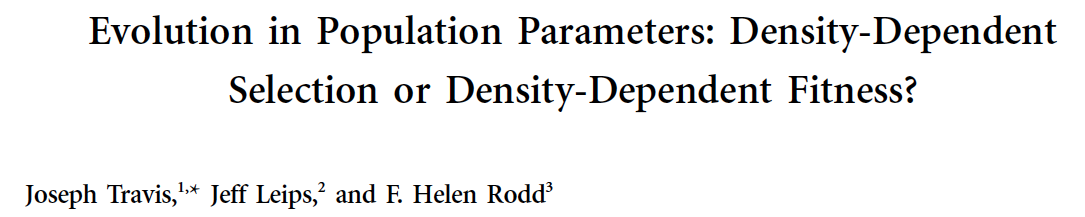 Evolution in Population Parameters: Density-Dependent
Selection or Density-Dependent Fitness?
Joseph Travis,¹,* Jeff Leips,² and F. Helen Rodd³